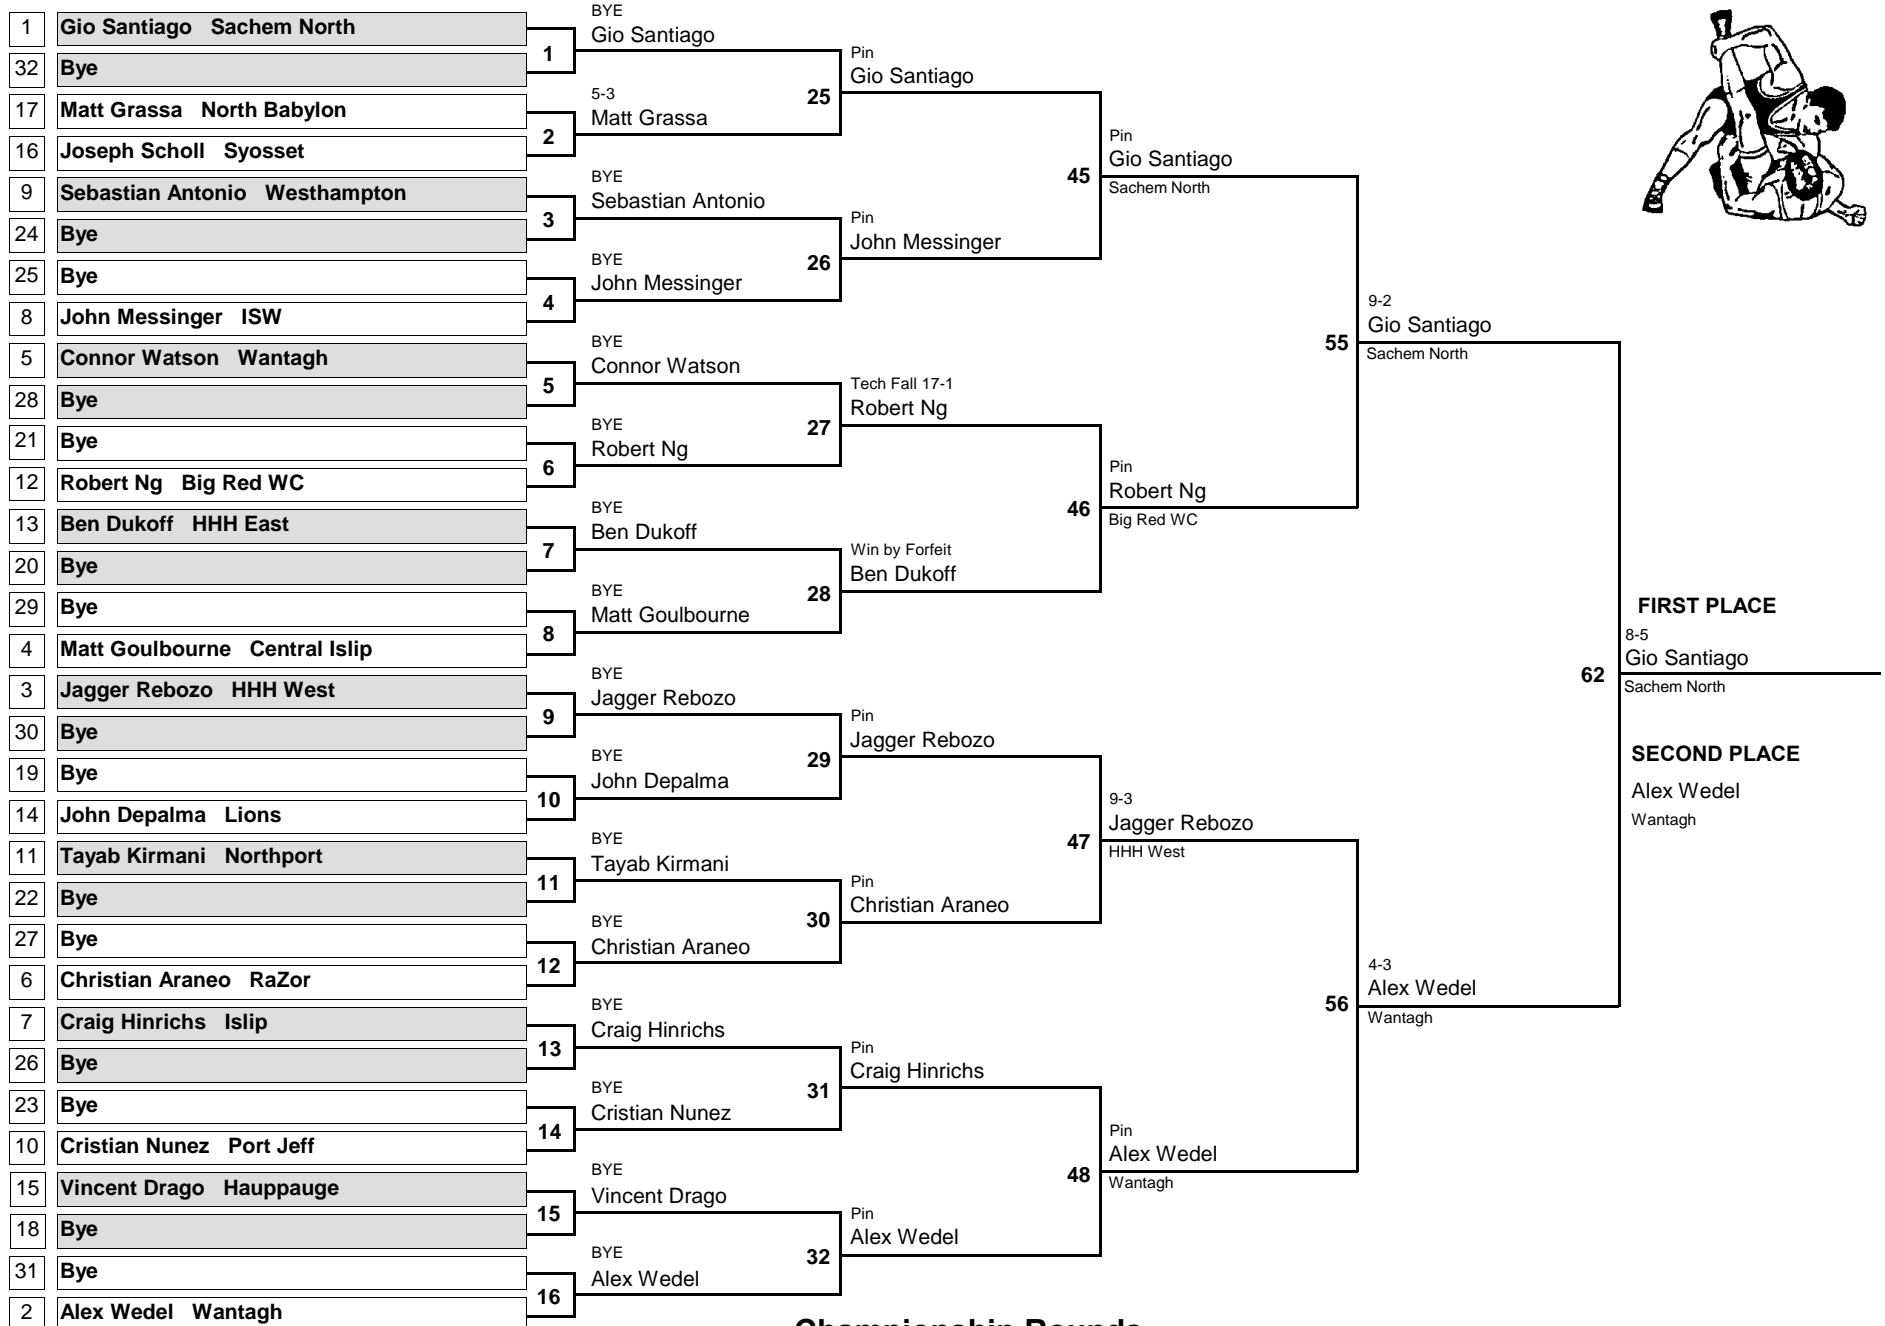 1 Gio Santiago Sachem North
32 Bye
17 Matt Grassa North Babylon
16 Joseph Scholl Syosset
9 Sebastian Antonio Westhampton
24 Bye
25 Bye
8 John Messinger ISW
5 Connor Watson Wantagh
28 Bye
21 Bye
12 Robert Ng Big Red WC
13 Ben Dukoff HHH East
20 Bye
29 Bye
4 Matt Goulbourne Central Islip
3 Jagger Rebozo HHH West
30 Bye
19 Bye
14 John Depalma Lions
11 Tayab Kirmani Northport
22 Bye
27 Bye
6 Christian Araneo RaZor
7 Craig Hinrichs Islip
26 Bye
23 Bye
10 Cristian Nunez Port Jeff
15 Vincent Drago Hauppauge
18 Bye
31 Bye
2 Alex Wedel Wantagh
1
2
3
4
5
6
7
8
9
10
11
12
13
14
15
16
BYE
Gio Santiago
5-3
Matt Grassa
BYE
Sebastian Antonio
BYE
John Messinger
BYE
Connor Watson
BYE
Robert Ng
BYE
Ben Dukoff
BYE
Matt Goulbourne
BYE
Jagger Rebozo
BYE
John Depalma
BYE
Tayab Kirmani
BYE
Christian Araneo
BYE
Craig Hinrichs
BYE
Cristian Nunez
BYE
Vincent Drago
BYE
Alex Wedel
25
26
27
28
29
30
31
32
Pin
Gio Santiago
Pin
John Messinger
Tech Fall 17-1
Robert Ng
Win by Forfeit
Ben Dukoff
Pin
Jagger Rebozo
Pin
Christian Araneo
Pin
Craig Hinrichs
Pin
Alex Wedel
45
46
47
48
Pin
Gio Santiago
Sachem North
Pin
Robert Ng
Big Red WC
9-3
Jagger Rebozo
HHH West
Pin
Alex Wedel
Wantagh
55
56
9-2
Gio Santiago
Sachem North
4-3
Alex Wedel
Wantagh
62
FIRST PLACE
8-5
Gio Santiago
Sachem North
SECOND PLACE
Alex Wedel
Wantagh
Championship Rounds